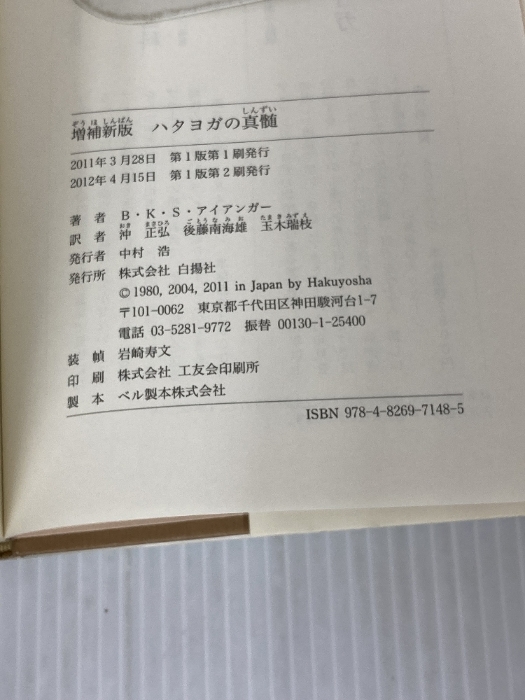 増補新版 ハタヨガの真髄
2011年3月28日 第1版第1刷発行
2012年4月15日 第1版第2刷発行
著者 B・K・S・アイアンガー
訳者 沖 正弘 後藤南海雄 玉木瑞枝
発行者 中村 浩
発行所 株式会社 白揚社
© 1980, 2004, 2011 in Japan by Hakuyosha
〒101-0062 東京都千代田区神田駿河台1-7
電話 03-5281-9772 振替 00130-1-25400
装幀 岩崎寿文
印刷 株式会社 工友会印刷所
製本 ベル製本株式会社
ISBN 978-4-8269-7148-5